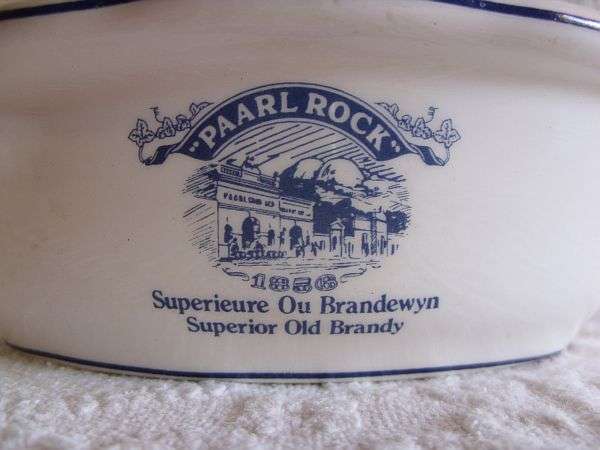 "PAARL ROCK"
1856
Superieure Ou Brandewyn
Superior Old Brandy